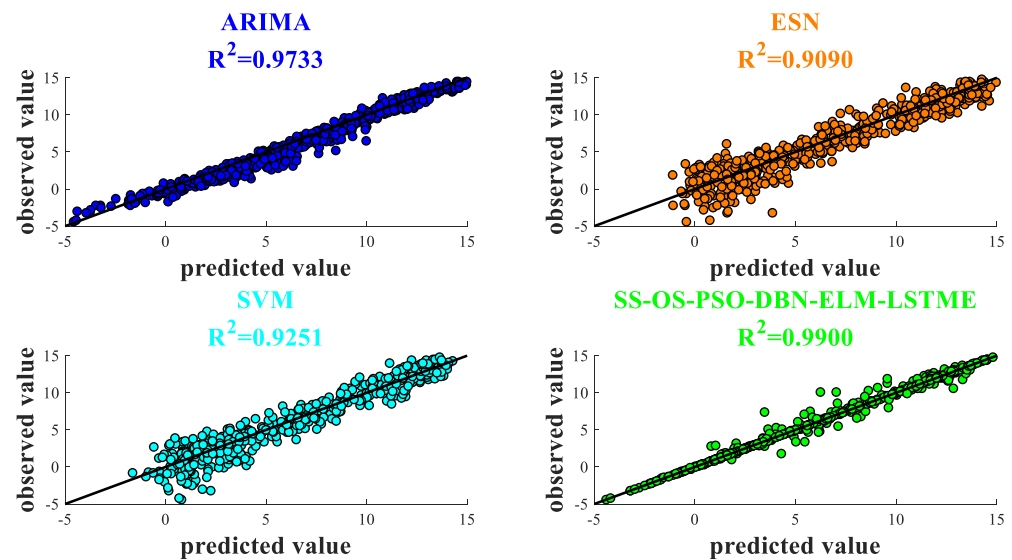 ARIMA
R²=0.9733
observed value
15
10
5
0
-5
-5
0
5
10
15
predicted value
ESN
R²=0.9090
observed value
15
10
5
0
-5
-5
0
5
10
15
predicted value
SVM
R²=0.9251
observed value
15
10
5
0
-5
-5
0
5
10
15
predicted value
SS-OS-PSO-DBN-ELM-LSTME
R²=0.9900
observed value
15
10
5
0
-5
-5
0
5
10
15
predicted value